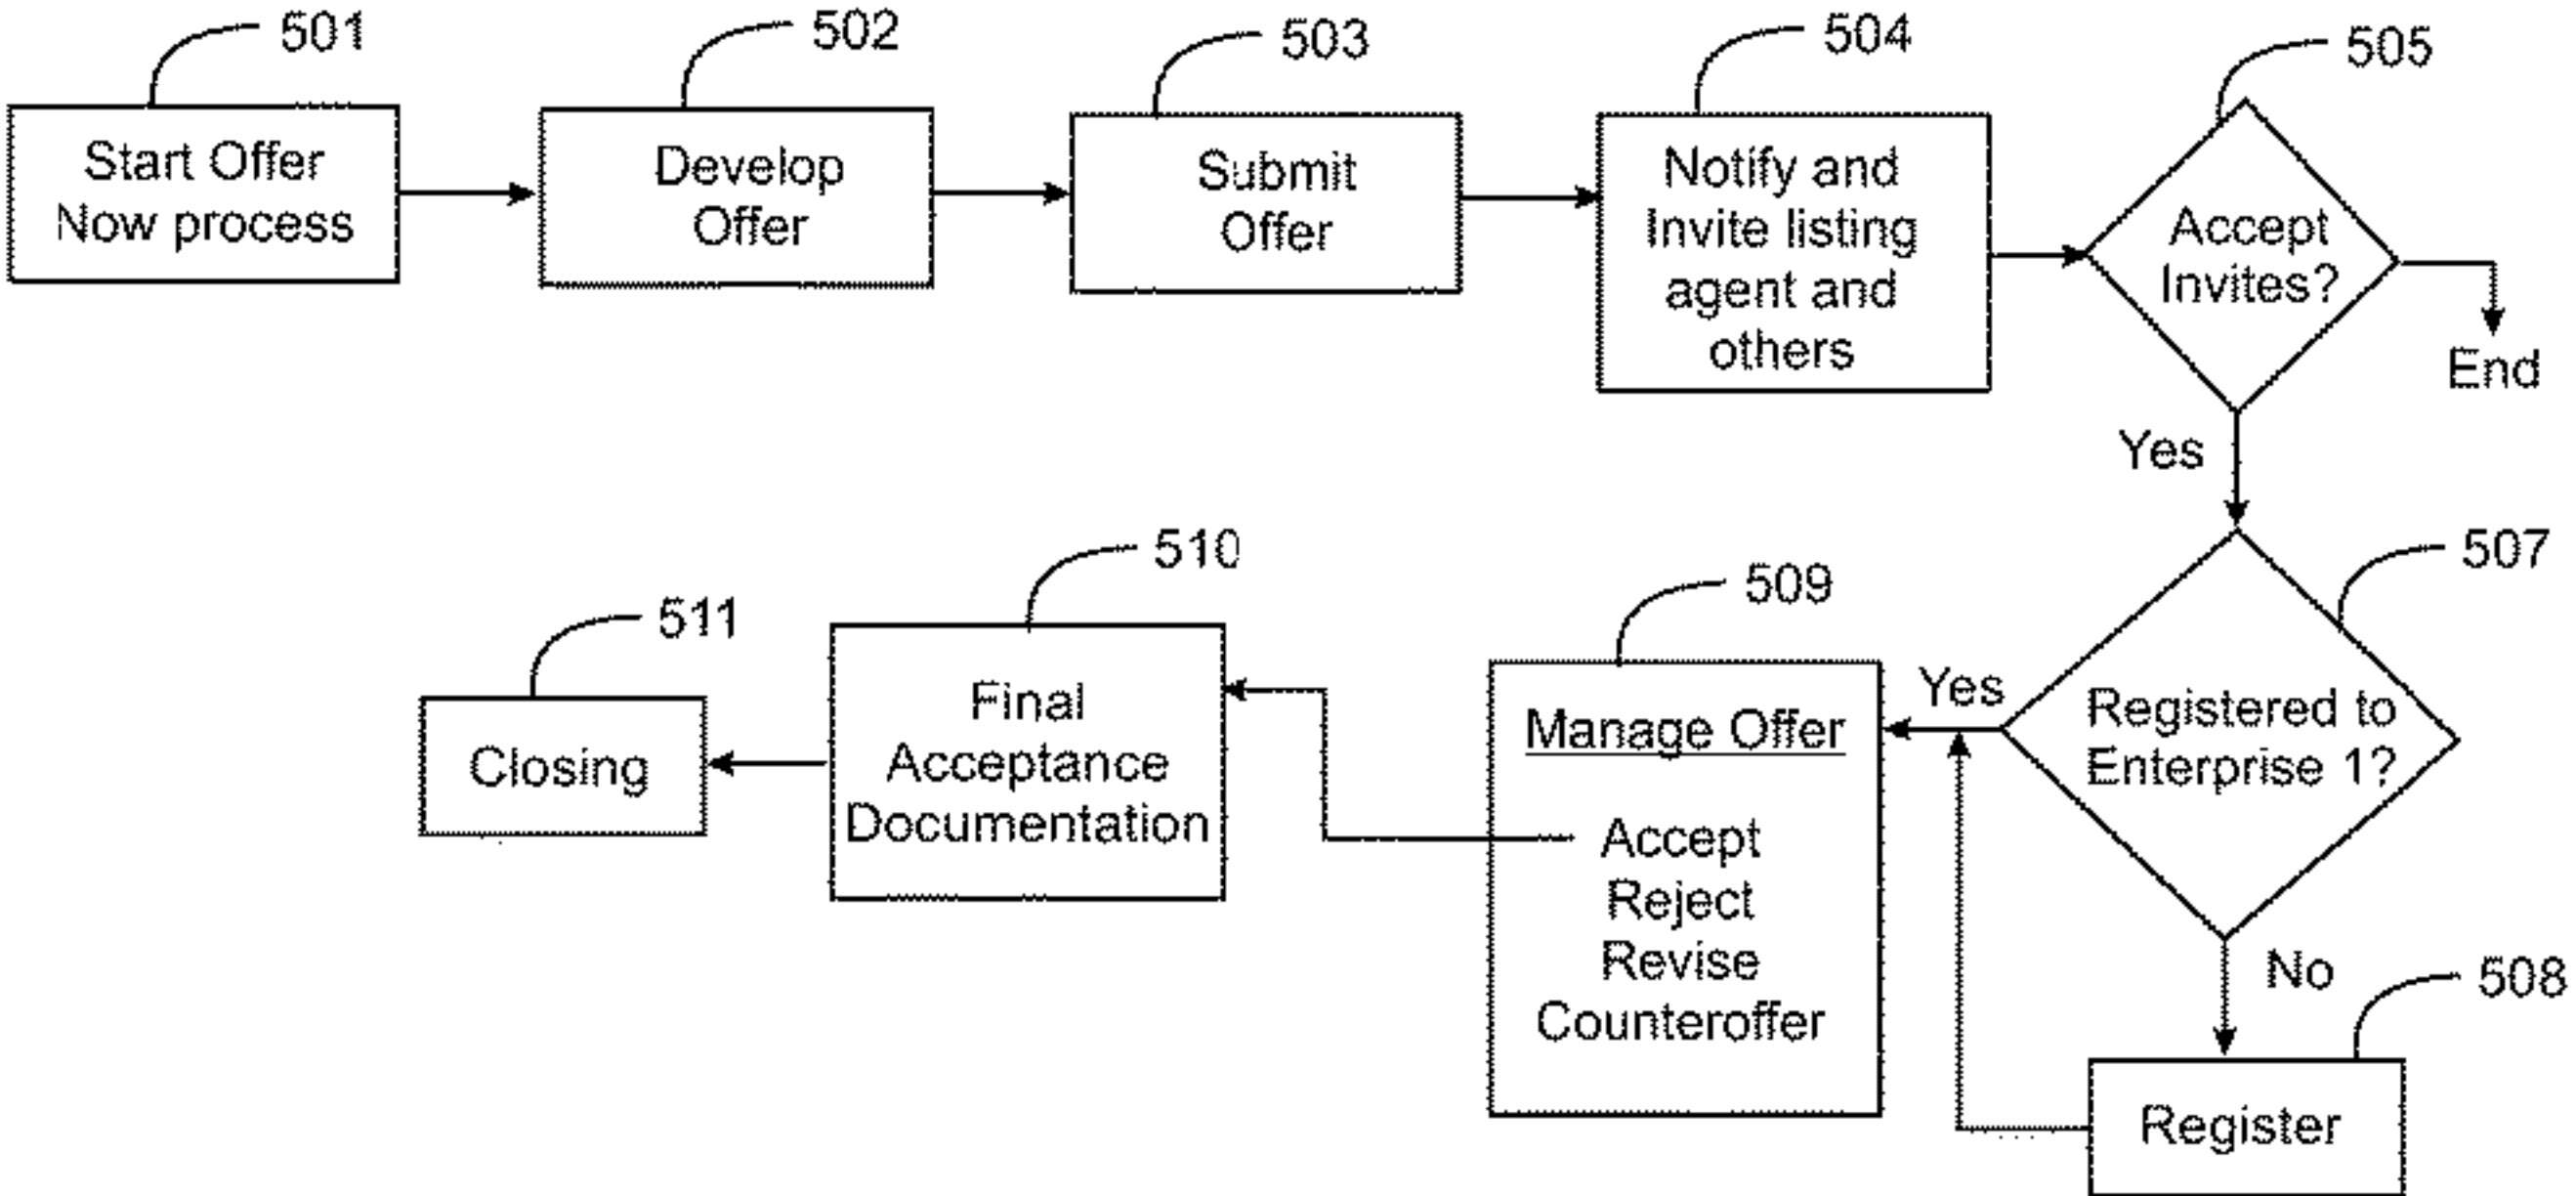 501
Start Offer
Now process
502
Develop
Offer
503
Submit
Offer
504
Notify and
Invite listing
agent and
others
505
Accept
Invites?
End
Yes
507
Registered to
Enterprise 1?
Yes
No
508
Register
509
Manage Offer
Accept
Reject
Revise
Counteroffer
510
Final
Acceptance
Documentation
511
Closing